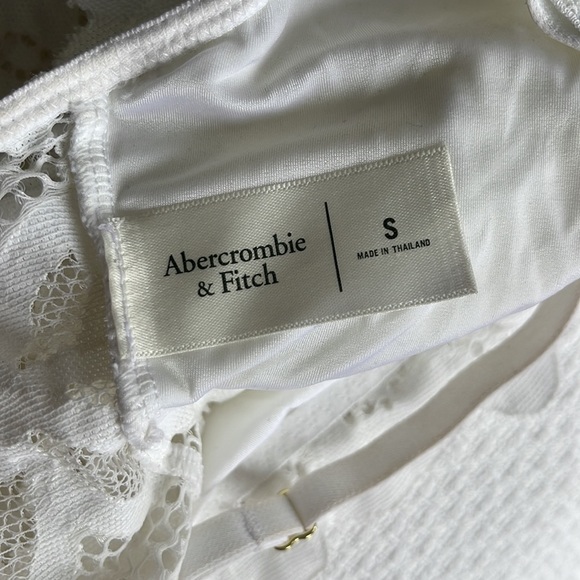 Abercrombie
& Fitch
S
MADE IN THAILAND